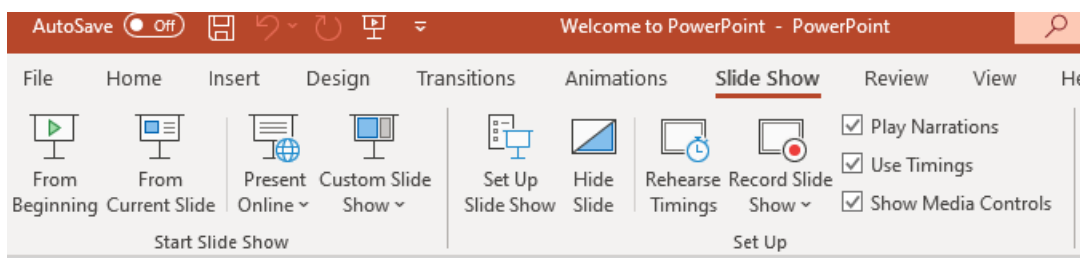 AutoSave Off Welcome to PowerPoint - PowerPoint
File Home Insert Design Transitions Animations Slide Show Review View He
From Beginning
From Current Slide
Present Online
Custom Slide Show
Start Slide Show
Set Up Slide Show
Hide Slide
Rehearse Timings
Record Slide Show
Play Narrations
Use Timings
Show Media Controls
Set Up